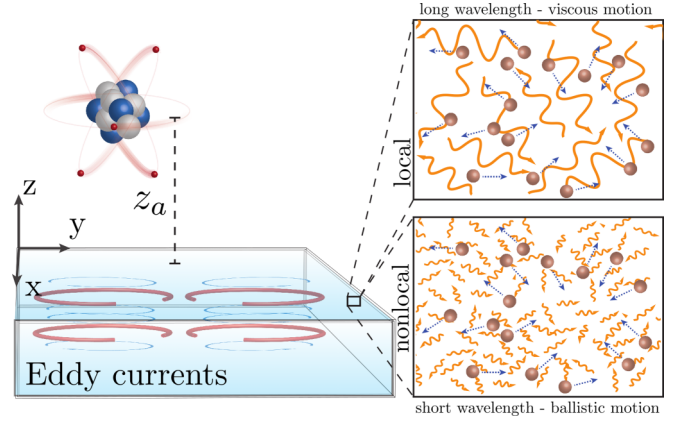 long wavelength - viscous motion
local
z_a
z
y
x
nonlocal
Eddy currents
short wavelength - ballistic motion